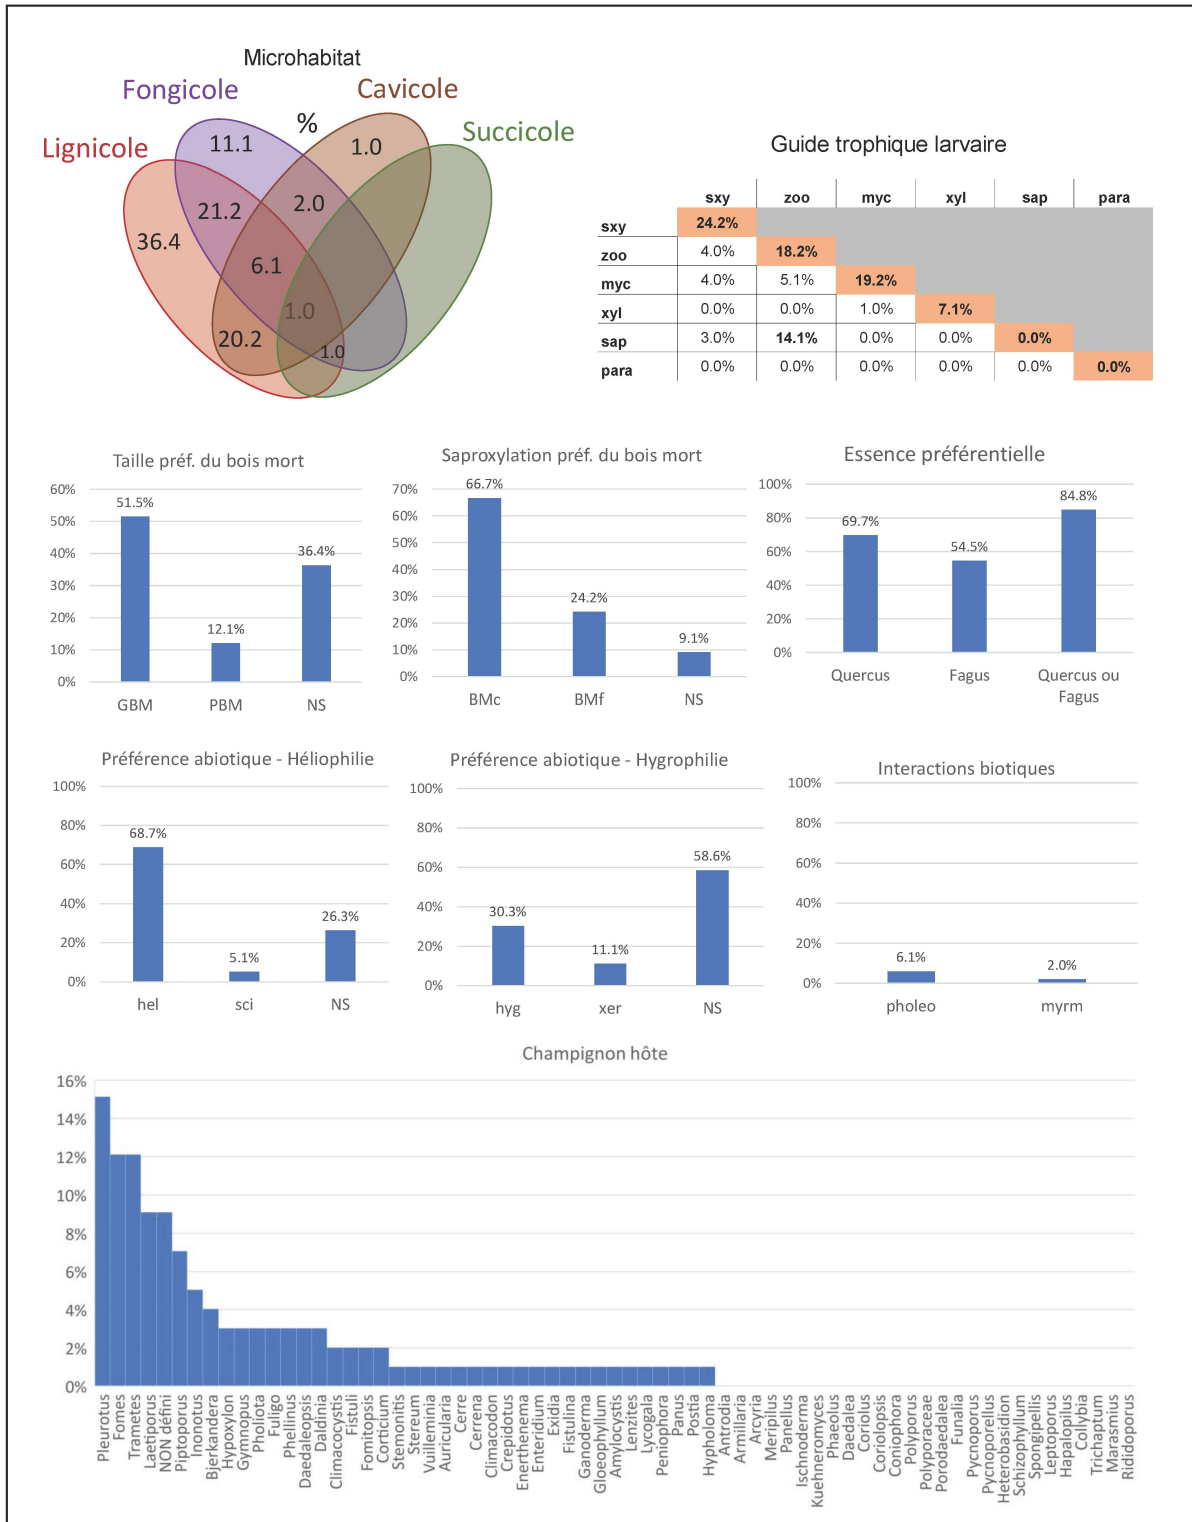 Microhabitat
Fongicole
Cavicole
%
Succicole
Lignicole
11.1
1.0
21.2
2.0
36.4
6.1
1.0
20.2
1.0
Guide trophique larvaire
sxy zoo myc xyl sap para
sxy 24.2%
zoo 4.0% 18.2%
myc 4.0% 5.1% 19.2%
xyl 0.0% 0.0% 1.0% 7.1%
sap 3.0% 14.1% 0.0% 0.0% 0.0%
para 0.0% 0.0% 0.0% 0.0% 0.0% 0.0%
Taille préf. du bois mort
60%
50%
40%
30%
20%
10%
0%
51.5%
12.1%
36.4%
GBM PBM NS
Saproxylation préf. du bois mort
70%
60%
50%
40%
30%
20%
10%
0%
66.7%
24.2%
9.1%
BMc BMf NS
Essence préférentielle
100%
80%
60%
40%
20%
0%
69.7%
54.5%
84.8%
Quercus Fagus Quercus ou
Fagus
Préférence abiotique - Héliophilie
100%
80%
60%
40%
20%
0%
68.7%
5.1%
26.3%
hel sci NS
Préférence abiotique - Hygrophilie
100%
80%
60%
40%
20%
0%
30.3%
11.1%
58.6%
hyg xer NS
Interactions biotiques
100%
80%
60%
40%
20%
0%
6.1%
2.0%
pholeo myrm
Champignon hôte
16%
14%
12%
10%
8%
6%
4%
2%
0%
Pleurotus
Fomes
Trametes
Laetiporus
NON défini
Piptoporus
Inonotus
Bjerkandera
Hypoxylon
Gymnopus
Pholiota
Fuligo
Phellinus
Daedaleopsis
Daldinia
Climacocystis
Fistulii
Fomitopsis
Corticium
Stemonitis
Stereum
Vuilleminia
Auricularia
Cerre
Cerrena
Climacodon
Crepidotus
Enerthenema
Enteridium
Exidia
Fistulina
Ganoderma
Gloeophyllum
Amylocystis
Lenzites
Lycogala
Peniophora
Panus
Postia
Hypholoma
Antrodia
Armillaria
Arcyria
Meripilus
Panellus
Ischnoderma
Kuehneromyces
Phaeolus
Daedalea
Coriolus
Coriolopsis
Coniophora
Polyporus
Polyporaceae
Porodaedalea
Funalia
Pycnoporus
Pycnoporellus
Heterobasidion
Schizophyllum
Spongipellis
Leptoporus
Hapalopilus
Collybia
Trichaptum
Marasmius
Rididoporus